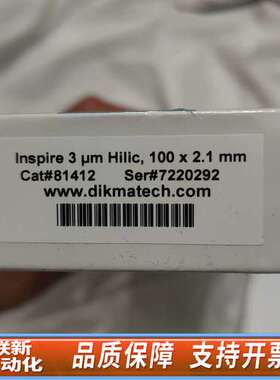 Inspire 3 µm Hilic, 100 x 2.1 mm
Cat#81412 Ser#7220292
www.dikmatech.com
联新
自动化
品质保障 支持开票